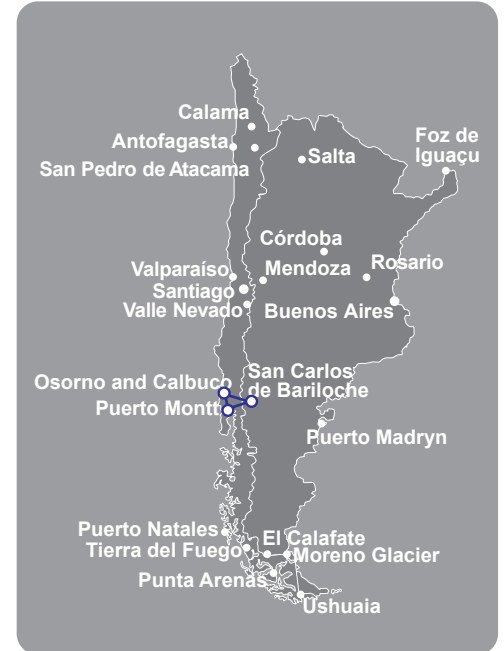 Calama
Antofagasta
San Pedro de Atacama
Salta
Foz de
Iguaçu
Córdoba
Mendoza
Rosario
Valparaíso
Santiago
Valle Nevado
Buenos Aires
Osorno and Calbuco
Puerto Montt
San Carlos
de Bariloche
Puerto Madryn
Puerto Natales
Tierra del Fuego
El Calafate
Moreno Glacier
Punta Arenas
Ushuaia